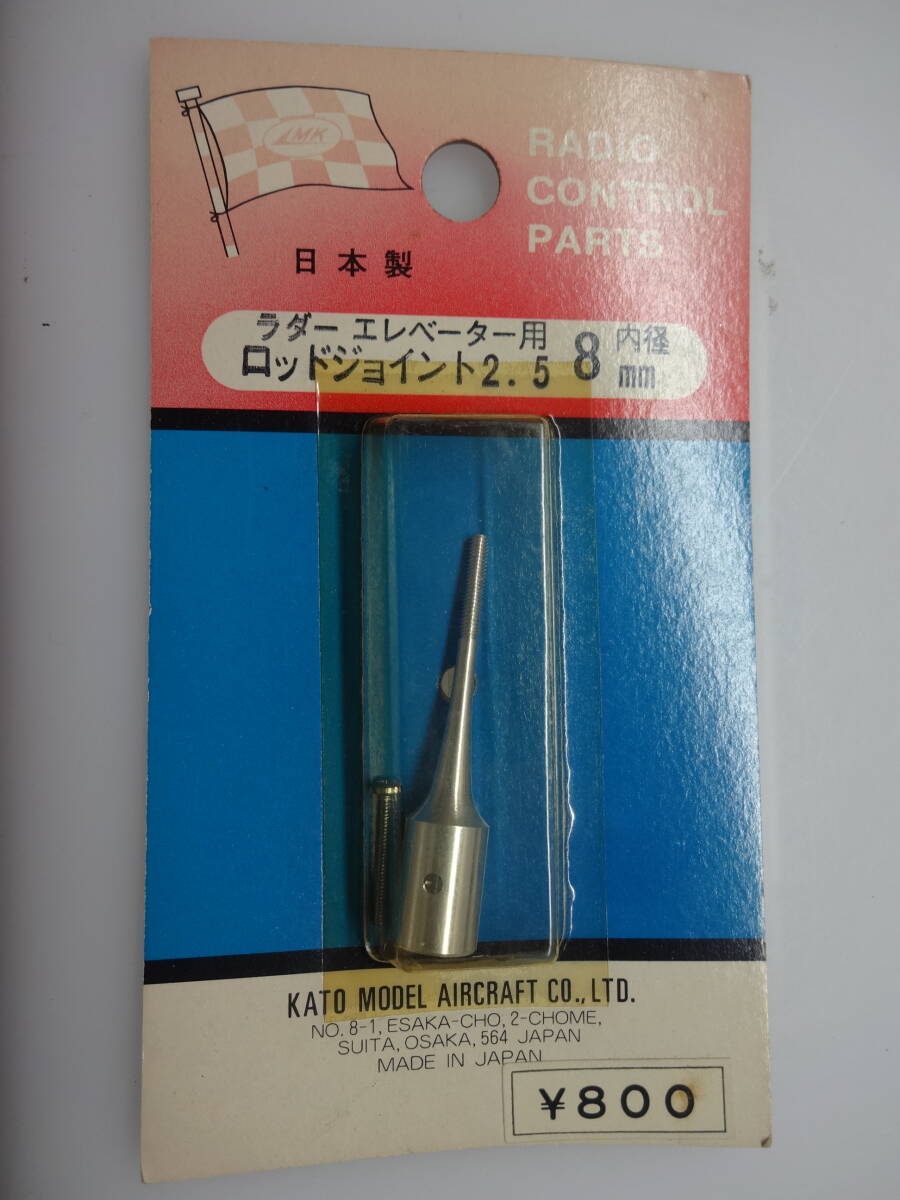 LMK
RADIO
CONTROL
PARTS
日本製
ラダー エレベーター用
ロッドジョイント2.5
8
内径
mm
KATO MODEL AIRCRAFT CO., LTD.
NO. 8-1, ESAKA-CHO, 2-CHOME,
SUITA, OSAKA, 564 JAPAN
MADE IN JAPAN
¥800